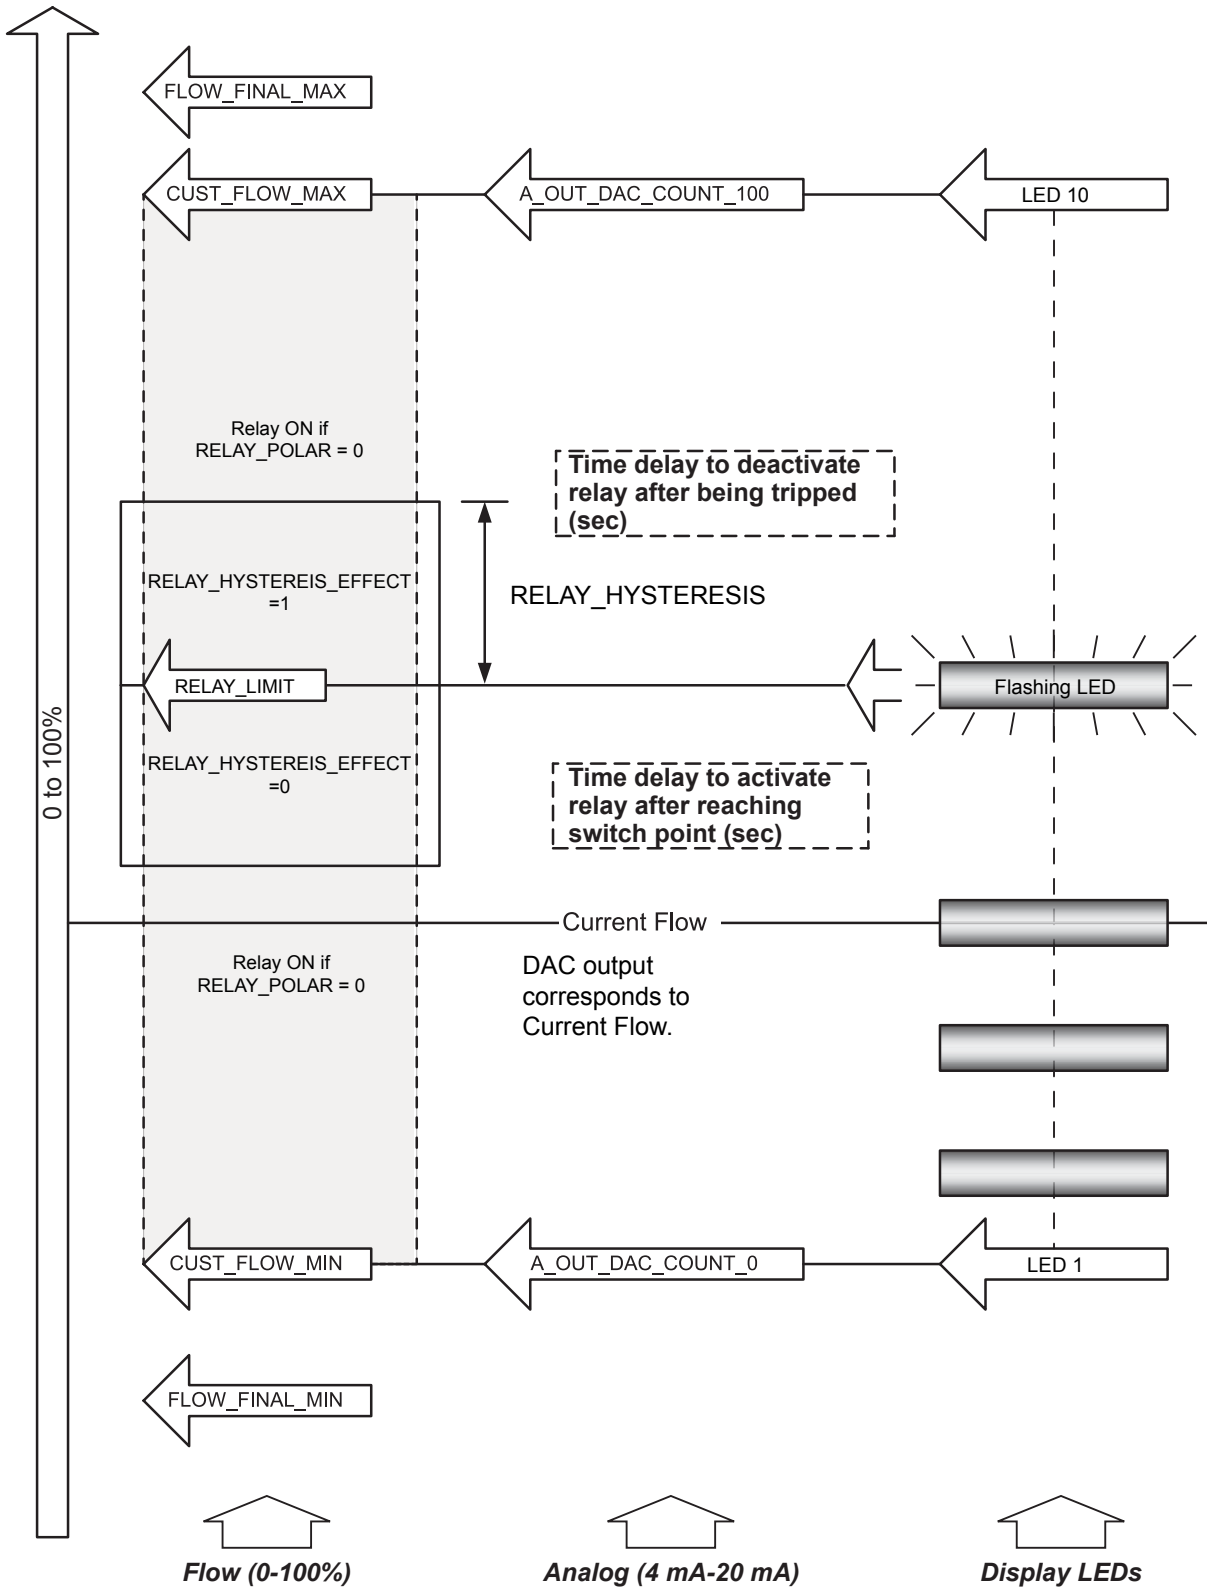 FLOW_FINAL_MAX
CUST_FLOW_MAX
A_OUT_DAC_COUNT_100
LED 10
Relay ON if
RELAY_POLAR = 0
Time delay to deactivate
relay after being tripped
(sec)
RELAY_HYSTEREIS_EFFECT
=1
RELAY_HYSTERESIS
RELAY_LIMIT
Flashing LED
0 to 100%
RELAY_HYSTEREIS_EFFECT
=0
Time delay to activate
relay after reaching
switch point (sec)
Current Flow
Relay ON if
RELAY_POLAR = 0
DAC output
corresponds to
Current Flow.
CUST_FLOW_MIN
A_OUT_DAC_COUNT_0
LED 1
FLOW_FINAL_MIN
Flow (0-100%)
Analog (4 mA-20 mA)
Display LEDs